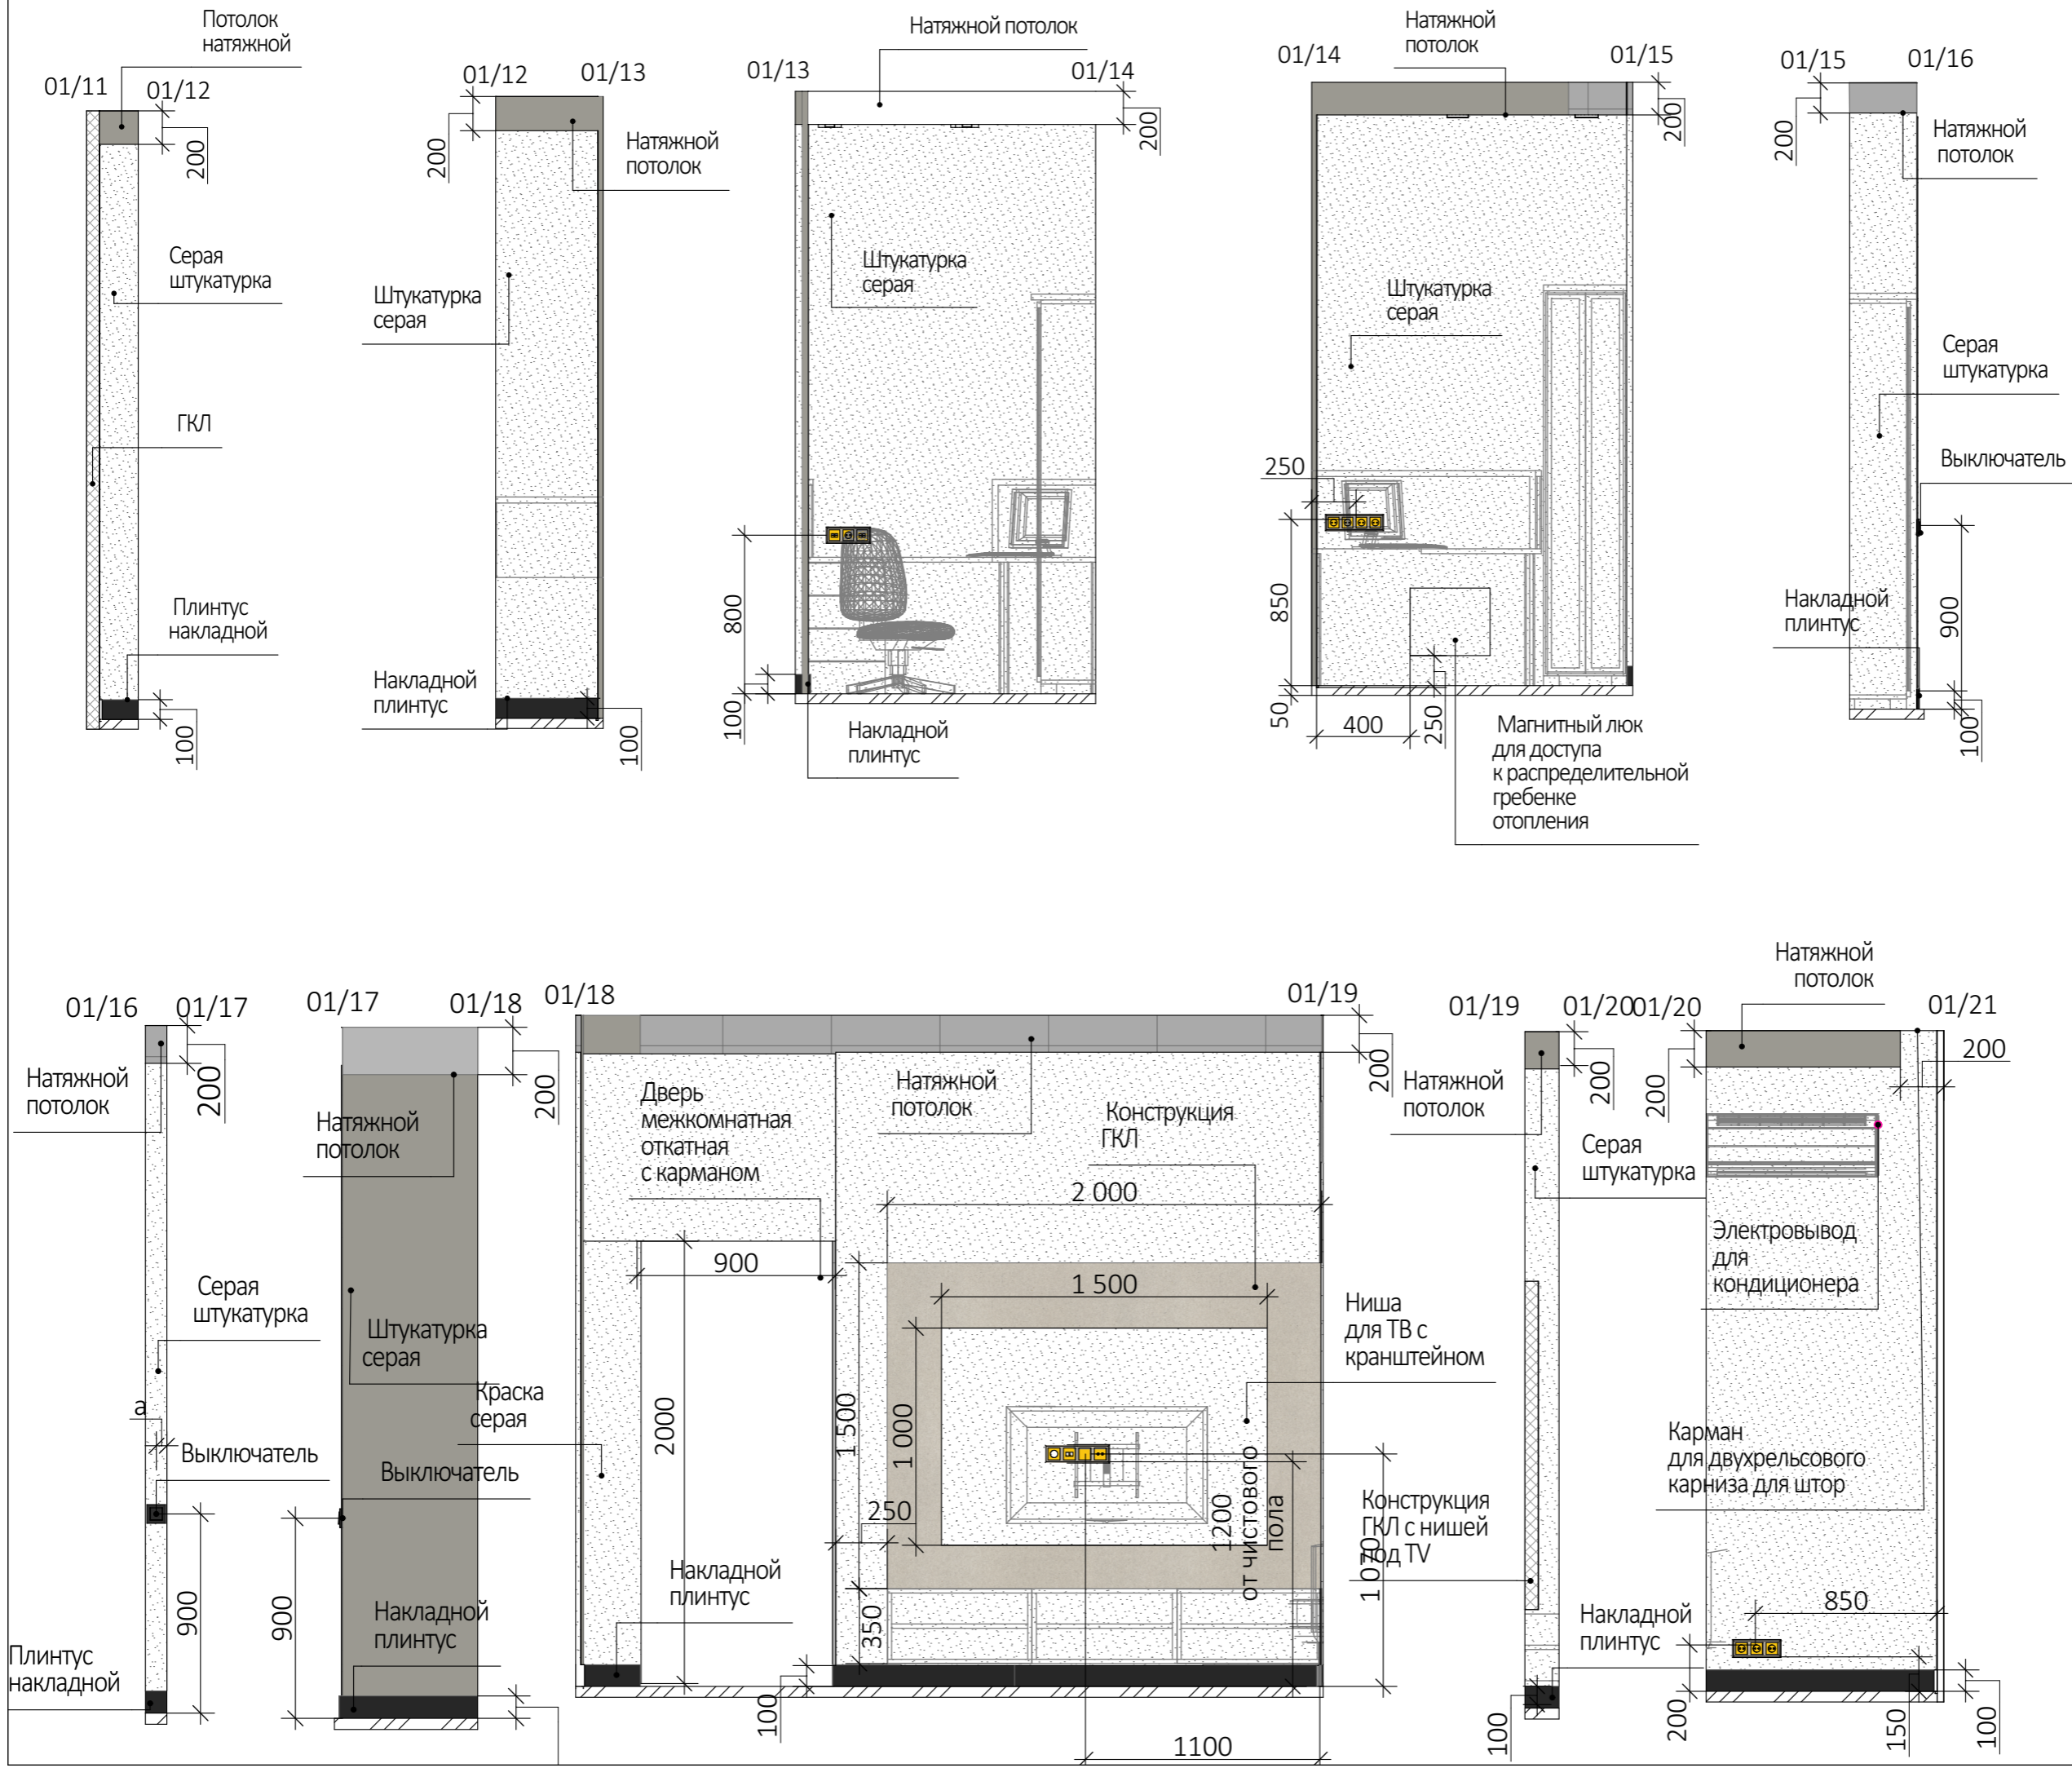 Потолок
натяжной
01/11
01/12
200
Серая
штукатурка
ГКЛ
Плинтус
накладной
100
01/12
01/13
200
Натяжной
потолок
Штукатурка
серая
Накладной
плинтус
100
Натяжной потолок
01/13
01/14
200
Штукатурка
серая
800
100
Накладной
плинтус
Натяжной
потолок
01/14
01/15
200
Штукатурка
серая
250
850
50
400
250
Магнитный люк
для доступа
к распределительной
гребенке
отопления
01/15
01/16
200
Натяжной
потолок
Серая
штукатурка
Выключатель
Накладной
плинтус
900
100
01/16
01/17
200
Натяжной
потолок
Серая
штукатурка
а
Выключатель
900
Плинтус
накладной
01/17
01/18
200
Натяжной
потолок
Штукатурка
серая
Выключатель
900
Накладной
плинтус
01/18
01/19
200
Дверь
межкомнатная
откатная
с карманом
Натяжной
потолок
Конструкция
ГКЛ
2 000
900
1 500
Ниша
для ТВ с
кранштейном
Краска
серая
2000
1 500
1 000
250
1200
от чистового
пола
1 070
Накладной
плинтус
350
100
1100
01/19
01/20
200
Натяжной
потолок
Серая
штукатурка
Конструкция
ГКЛ с нишей
под TV
Накладной
плинтус
100
Натяжной
потолок
01/20
01/21
200
200
Электровывод
для
кондиционера
Карман
для двухрельсового
карниза для штор
850
200
150
100